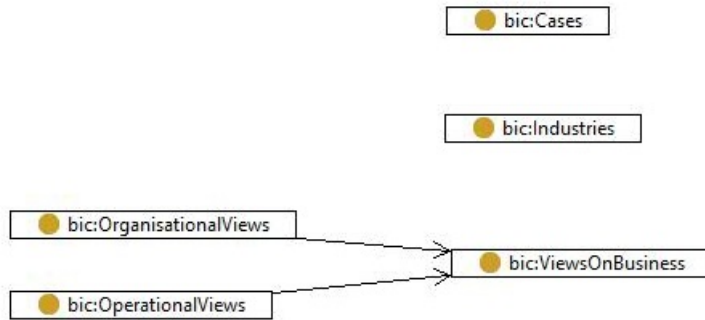 bic:Cases
bic:Industries
bic:OrganisationalViews
bic:ViewsOnBusiness
bic:OperationalViews